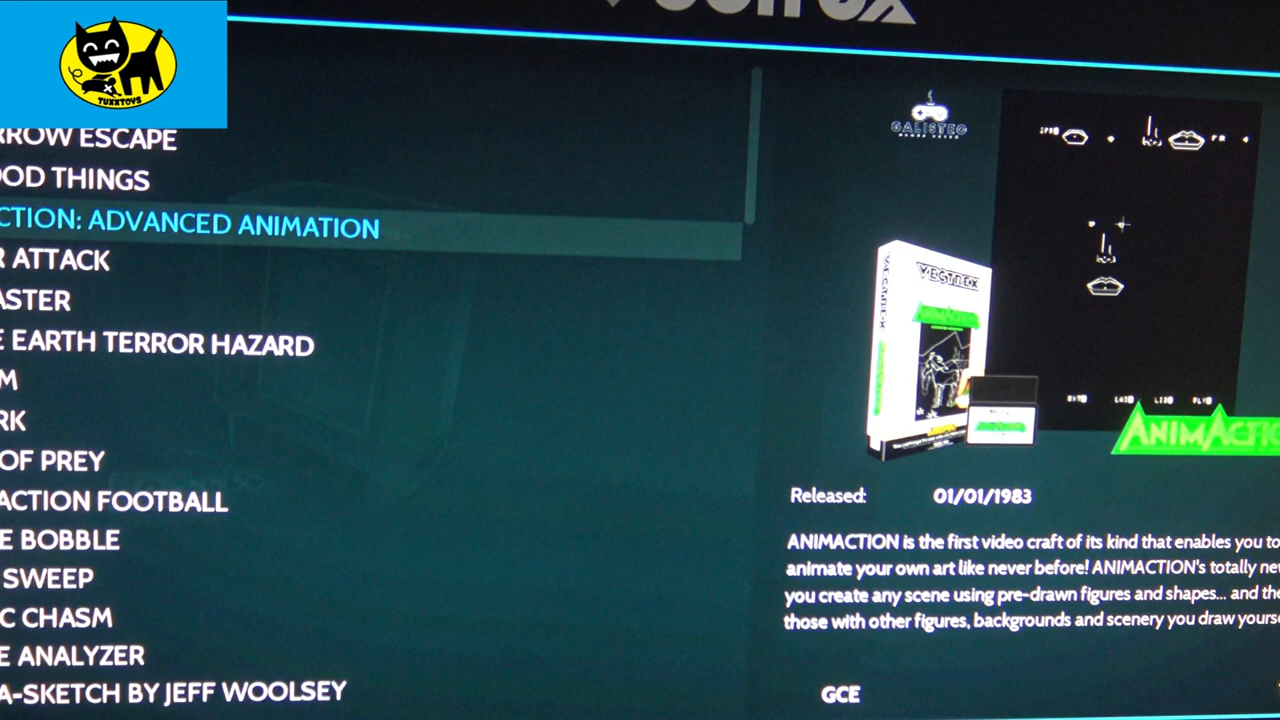 TUXXTOYS
RROW ESCAPE
OOD THINGS
CTION: ADVANCED ANIMATION
R ATTACK
ASTER
E EARTH TERROR HAZARD
M
RK
OF PREY
ACTION FOOTBALL
E BOBBLE
SWEEP
C CHASM
E ANALYZER
A-SKETCH BY JEFF WOOLSEY
GALISTEO
VECTREX
ANIMACTION
ANIMACTIO
Released: 01/01/1983
ANIMACTION is the first video craft of its kind that enables you to
animate your own art like never before! ANIMACTION's totally ne
you create any scene using pre-drawn figures and shapes... and the
those with other figures, backgrounds and scenery you draw yours
GCE